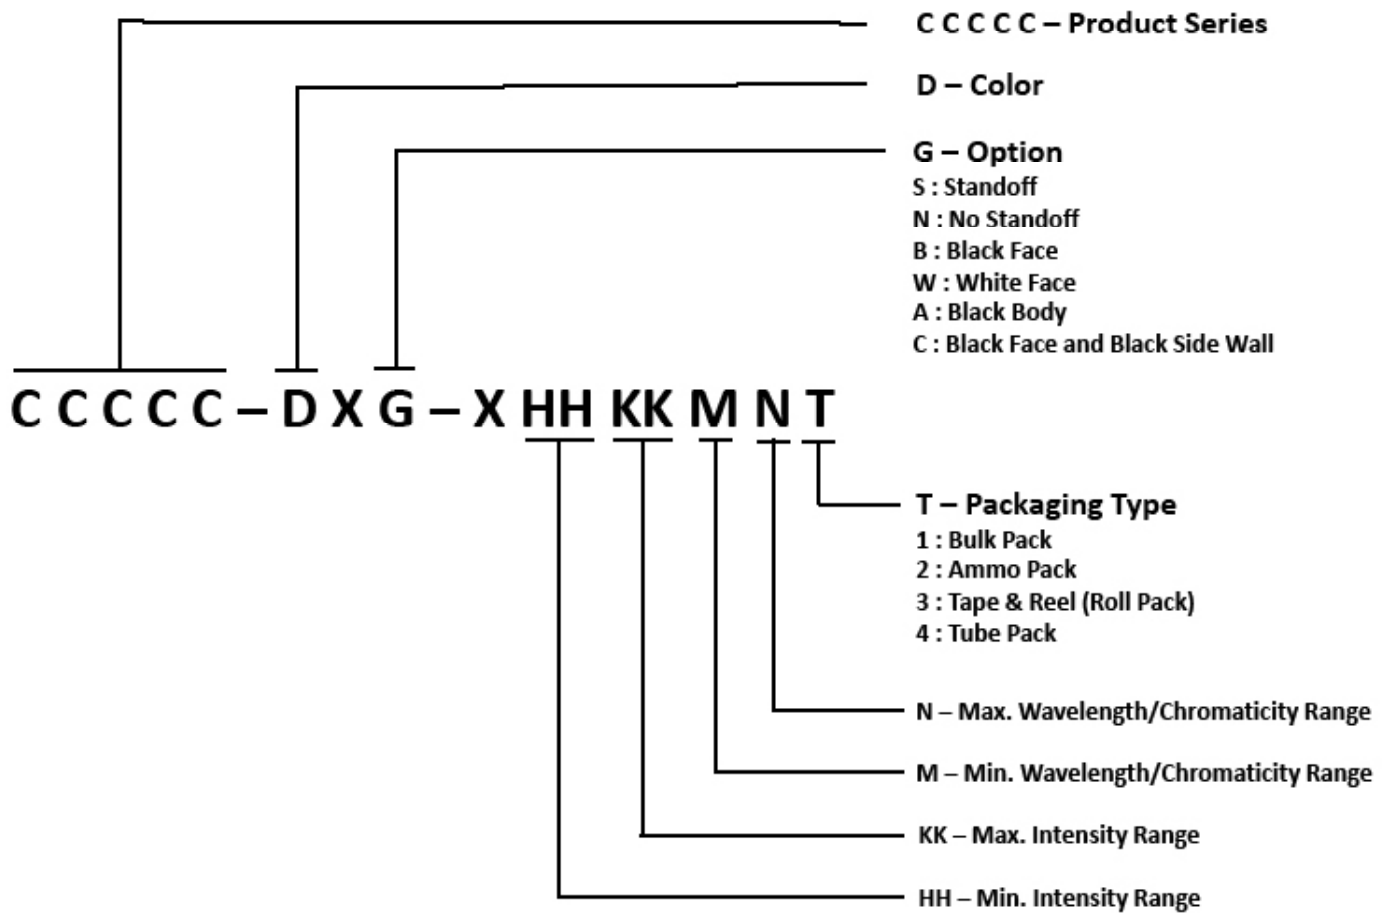 C C C C C – Product Series
D – Color
G – Option
S : Standoff
N : No Standoff
B : Black Face
W : White Face
A : Black Body
C : Black Face and Black Side Wall
C C C C C – D X G – X HH KK M N T
T – Packaging Type
1 : Bulk Pack
2 : Ammo Pack
3 : Tape & Reel (Roll Pack)
4 : Tube Pack
N – Max. Wavelength/Chromaticity Range
M – Min. Wavelength/Chromaticity Range
KK – Max. Intensity Range
HH – Min. Intensity Range